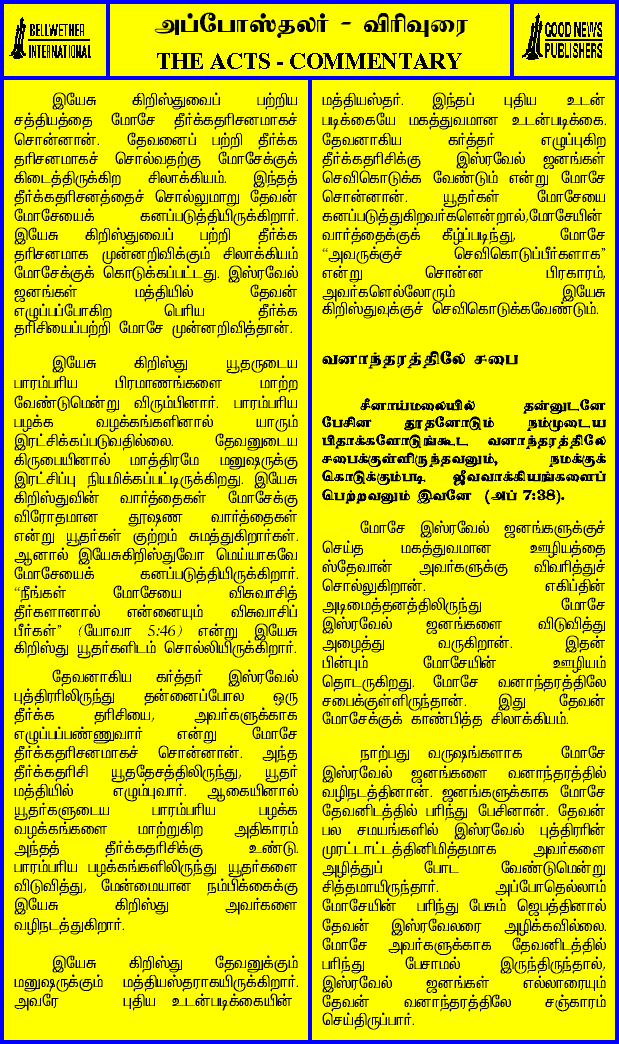 BELLWETHER
INTERNATIONAL
அப்போஸ்தலர் - விரிவுரை
THE ACTS - COMMENTARY
GOOD NEWS
PUBLISHERS
இயேசு கிறிஸ்துவைப் பற்றிய
சத்தியத்தை மோசே தீர்க்கதரிசனமாகச்
சொன்னான். தேவனைப் பற்றி தீர்க்க
தரிசனமாகச் சொல்வதற்கு மோசேக்குக்
கிடைத்திருக்கிற சிலாக்கியம். இந்தத்
தீர்க்கதரிசனத்தைச் சொல்லுமாறு தேவன்
மோசேயைக் கனப்படுத்தியிருக்கிறார்.
இயேசு கிறிஸ்துவைப் பற்றி தீர்க்க
தரிசனமாக முன்னறிவிக்கும் சிலாக்கியம்
மோசேக்குக் கொடுக்கப்பட்டது. இஸ்ரவேல்
ஜனங்கள் மத்தியில் தேவன்
எழுப்பப்போகிற பெரிய தீர்க்க
தரிசியைப்பற்றி மோசே முன்னறிவித்தான்.
இயேசு கிறிஸ்து யூதருடைய
பாரம்பரிய பிரமாணங்களை மாற்ற
வேண்டுமென்று விரும்பினார். பாரம்பரிய
பழக்க வழக்கங்களினால் யாரும்
இரட்சிக்கப்படுவதில்லை. தேவனுடைய
கிருபையினால் மாத்திரமே மனுஷருக்கு
இரட்சிப்பு நியமிக்கப்பட்டிருக்கிறது. இயேசு
கிறிஸ்துவின் வார்த்தைகள் மோசேக்கு
விரோதமான தூஷண வார்த்தைகள்
என்று யூதர்கள் குற்றம் சுமத்துகிறார்கள்.
ஆனால் இயேசுகிறிஸ்துவோ மெய்யாகவே
மோசேயைக் கனப்படுத்தியிருக்கிறார்.
“நீங்கள் மோசேயை விசுவாசித்
தீர்களானால் என்னையும் விசுவாசிப்
பீர்கள்” (யோவா 5:46) என்று இயேசு
கிறிஸ்து யூதர்களிடம் சொல்லியிருக்கிறார்.
தேவனாகிய கர்த்தர் இஸ்ரவேல்
புத்திரரிலிருந்து தன்னைப்போல ஒரு
தீர்க்க தரிசியை, அவர்களுக்காக
எழுப்பப்பண்ணுவார் என்று மோசே
தீர்க்கதரிசனமாகச் சொன்னான். அந்த
தீர்க்கதரிசி யூததேசத்திலிருந்து, யூதர்
மத்தியில் எழும்புவார். ஆகையினால்
யூதர்களுடைய பாரம்பரிய பழக்க
வழக்கங்களை மாற்றுகிற அதிகாரம்
அந்தத் தீர்க்கதரிசிக்கு உண்டு.
பாரம்பரிய பழக்கங்களிலிருந்து யூதர்களை
விடுவித்து, மேன்மையான நம்பிக்கைக்கு
இயேசு கிறிஸ்து அவர்களை
வழிநடத்துகிறார்.
இயேசு கிறிஸ்து தேவனுக்கும்
மனுஷருக்கும் மத்தியஸ்தராகயிருக்கிறார்.
அவரே புதிய உடன்படிக்கையின்
மத்தியஸ்தர். இந்தப் புதிய உடன்
படிக்கையே மகத்துவமான உடன்படிக்கை.
தேவனாகிய கர்த்தர் எழுப்புகிற
தீர்க்கதரிசிக்கு இஸ்ரவேல் ஜனங்கள்
செவிகொடுக்க வேண்டும் என்று மோசே
சொன்னான். யூதர்கள் மோசேயை
கனப்படுத்துகிறவர்களென்றால்,மோசேயின்
வார்த்தைக்குக் கீழ்ப்படிந்து, மோசே
“அவருக்குச் செவிகொடுப்பீர்களாக”
என்று சொன்ன பிரகாரம்,
அவர்களெல்லோரும் இயேசு
கிறிஸ்துவுக்குச் செவிகொடுக்கவேண்டும்.
வனாந்தரத்திலே சபை
சீனாய்மலையில் தன்னுடனே
பேசின தூதனோடும் நம்முடைய
பிதாக்களோடுங்கூட வனாந்தரத்திலே
சபைக்குள்ளிருந்தவனும், நமக்குக்
கொடுக்கும்படி ஜீவவாக்கியங்களைப்
பெற்றவனும் இவனே (அப் 7:38).
மோசே இஸ்ரவேல் ஜனங்களுக்குச்
செய்த மகத்துவமான ஊழியத்தை
ஸ்தேவான் அவர்களுக்கு விவரித்துச்
சொல்லுகிறான். எகிப்தின்
அடிமைத்தனத்திலிருந்து மோசே
இஸ்ரவேல் ஜனங்களை விடுவித்து
அழைத்து வருகிறான். இதன்
பின்பும் மோசேயின் ஊழியம்
தொடருகிறது. மோசே வனாந்தரத்திலே
சபைக்குள்ளிருந்தான். இது தேவன்
மோசேக்குக் காண்பித்த சிலாக்கியம்.
நாற்பது வருஷங்களாக மோசே
இஸ்ரவேல் ஜனங்களை வனாந்தரத்தில்
வழிநடத்தினான். ஜனங்களுக்காக மோசே
தேவனிடத்தில் பரிந்து பேசினான். தேவன்
பல சமயங்களில் இஸ்ரவேல் புத்திரரின்
முரட்டாட்டத்தினிமித்தமாக அவர்களை
அழித்துப் போட வேண்டுமென்று
சித்தமாயிருந்தார். அப்போதெல்லாம்
மோசேயின் பரிந்து பேசும் ஜெபத்தினால்
தேவன் இஸ்ரவேலரை அழிக்கவில்லை.
மோசே அவர்களுக்காக தேவனிடத்தில்
பரிந்து பேசாமல் இருந்திருந்தால்,
இஸ்ரவேல் ஜனங்கள் எல்லாரையும்
தேவன் வனாந்தரத்திலே சங்காரம்
செய்திருப்பார்.